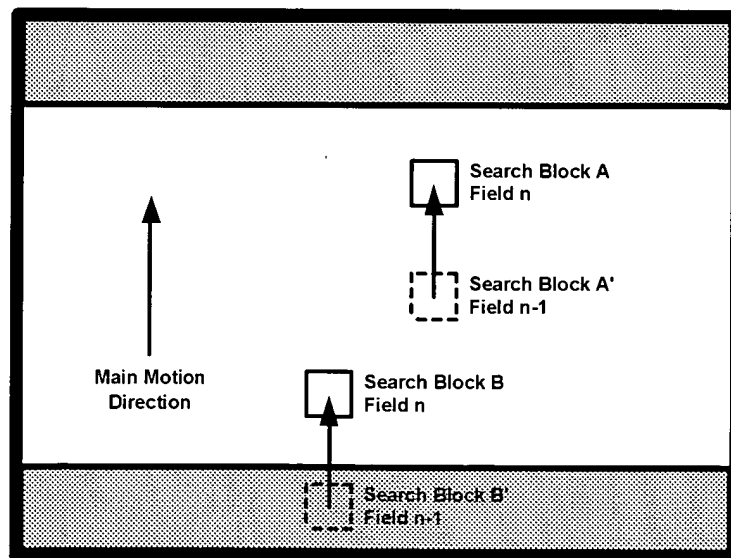 Search Block A
Field n
Search Block A'
Field n-1
Main Motion
Direction
Search Block B
Field n
Search Block B'
Field n-1